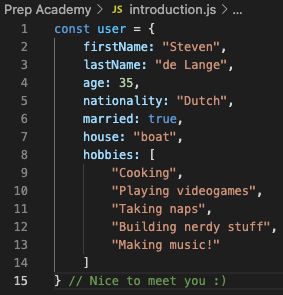 Prep Academy > JS introduction.js > ...
1 const user = {
2     firstName: "Steven",
3     lastName: "de Lange",
4     age: 35,
5     nationality: "Dutch",
6     married: true,
7     house: "boat",
8     hobbies: [
9         "Cooking",
10         "Playing videogames",
11         "Taking naps",
12         "Building nerdy stuff",
13         "Making music!"
14     ]
15 } // Nice to meet you :)